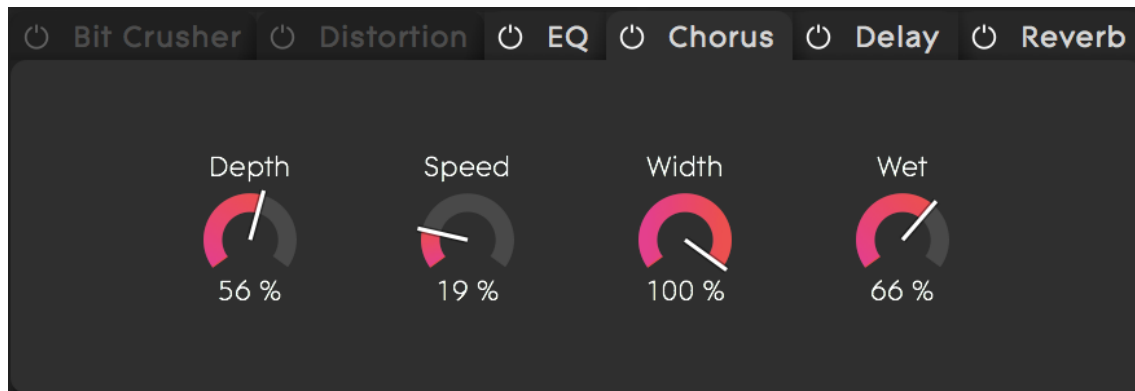 Bit Crusher Distortion EQ Chorus Delay Reverb
Depth Speed Width Wet
56 % 19 % 100 % 66 %